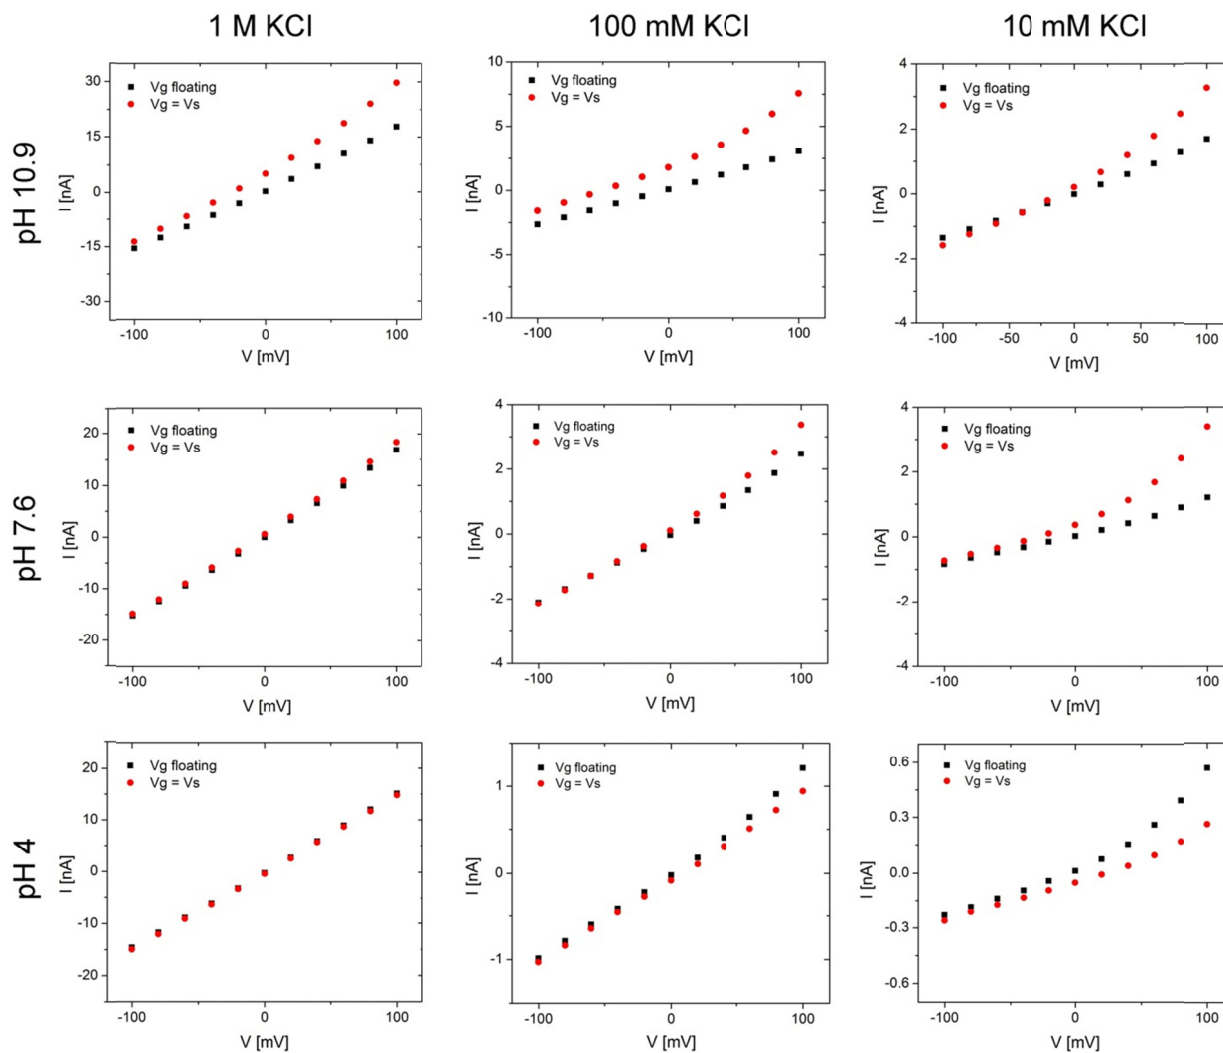 1 M KCl
100 mM KCl
10 mM KCl
pH 10.9
I [nA]
30
15
0
-15
-30
Vg floating
Vg = Vs
-100
0
100
V [mV]
I [nA]
10
5
0
-5
-10
Vg floating
Vg = Vs
-100
0
100
V [mV]
I [nA]
4
2
0
-2
-4
Vg floating
Vg = Vs
-100
-50
0
50
100
V [mV]
pH 7.6
I [nA]
20
10
0
-10
-20
Vg floating
Vg = Vs
-100
0
100
V [mV]
I [nA]
4
2
0
-2
-4
Vg floating
Vg = Vs
-100
0
100
V [mV]
I [nA]
4
2
0
-2
-4
Vg floating
Vg = Vs
-100
0
100
V [mV]
pH 4
I [nA]
20
10
0
-10
-20
Vg floating
Vg = Vs
-100
0
100
V [mV]
I [nA]
1
0
-1
Vg floating
Vg = Vs
-100
0
100
V [mV]
I [nA]
0.6
0.3
0.0
-0.3
-0.6
Vg floating
Vg = Vs
-100
0
100
V [mV]